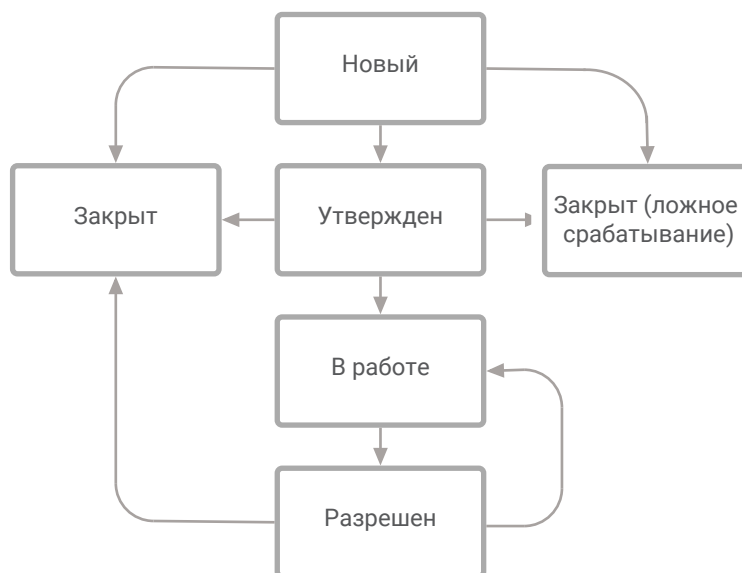 Новый
Закрыт
Утвержден
Закрыт (ложное
срабатывание)
В работе
Разрешен